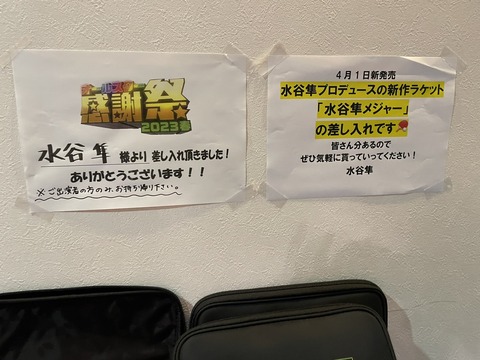 オールスター
感謝祭
2023春
水谷 隼 様より 差し入れ頂きました!
ありがとうございます!!
※ご出演者の方のみ、お持ち帰り下さい。
4月1日新発売
水谷隼プロデュースの新作ラケット
「水谷隼メジャー」
の差し入れです🏓
皆さん分あるので
ぜひ気軽に貰っていってください!
水谷隼